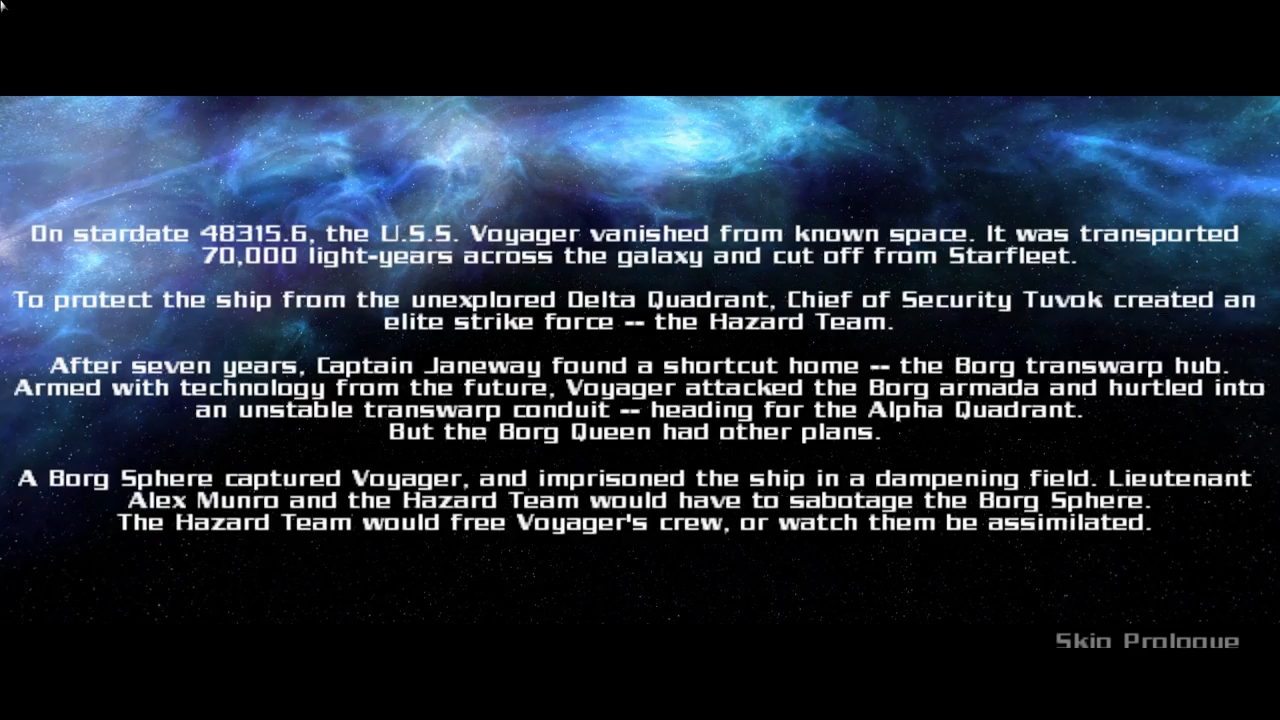 On stardate 48315.6, the U.S.S. Voyager vanished from known space. It was transported
70,000 light-years across the galaxy and cut off from Starfleet.
To protect the ship from the unexplored Delta Quadrant, Chief of Security Tuvok created an
elite strike force -- the Hazard Team.
After seven years, Captain Janeway found a shortcut home -- the Borg transwarp hub.
Armed with technology from the future, Voyager attacked the Borg armada and hurtled into
an unstable transwarp conduit -- heading for the Alpha Quadrant.
But the Borg Queen had other plans.
A Borg Sphere captured Voyager, and imprisoned the ship in a dampening field. Lieutenant
Alex Munro and the Hazard Team would have to sabotage the Borg Sphere.
The Hazard Team would free Voyager's crew, or watch them be assimilated.
Skip Prologue